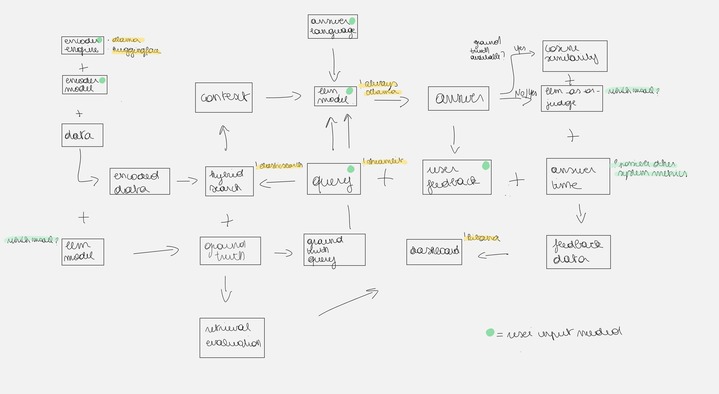 answer
language
encoder
engine
! ollama
huggingface
+
encoder
model
+
data
encoded
data
+
which model?
llm
model
context
hybrid
search
! elasticsearch
+
ground
truth
retrieval
evaluation
llm
model
! always
ollama
query
! streamlit
+
ground
truth
query
answer
user
feedback
+
ground
truth
available?
yes
No/yes
cosine
similarity
+
llm-as-a-
judge
which model?
+
answer
time
? possible other
system metrics
feedback
data
dashboard
= user input needed